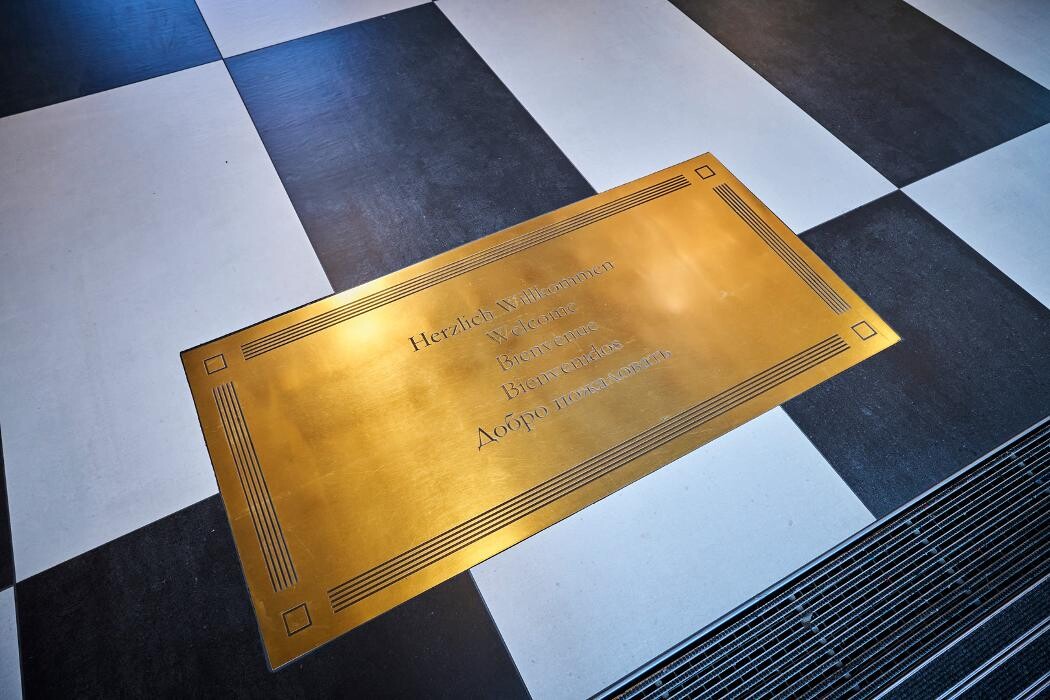 Herzlich Willkommen
Welcome
Bienvenue
Bienvenidos
Добро пожаловать